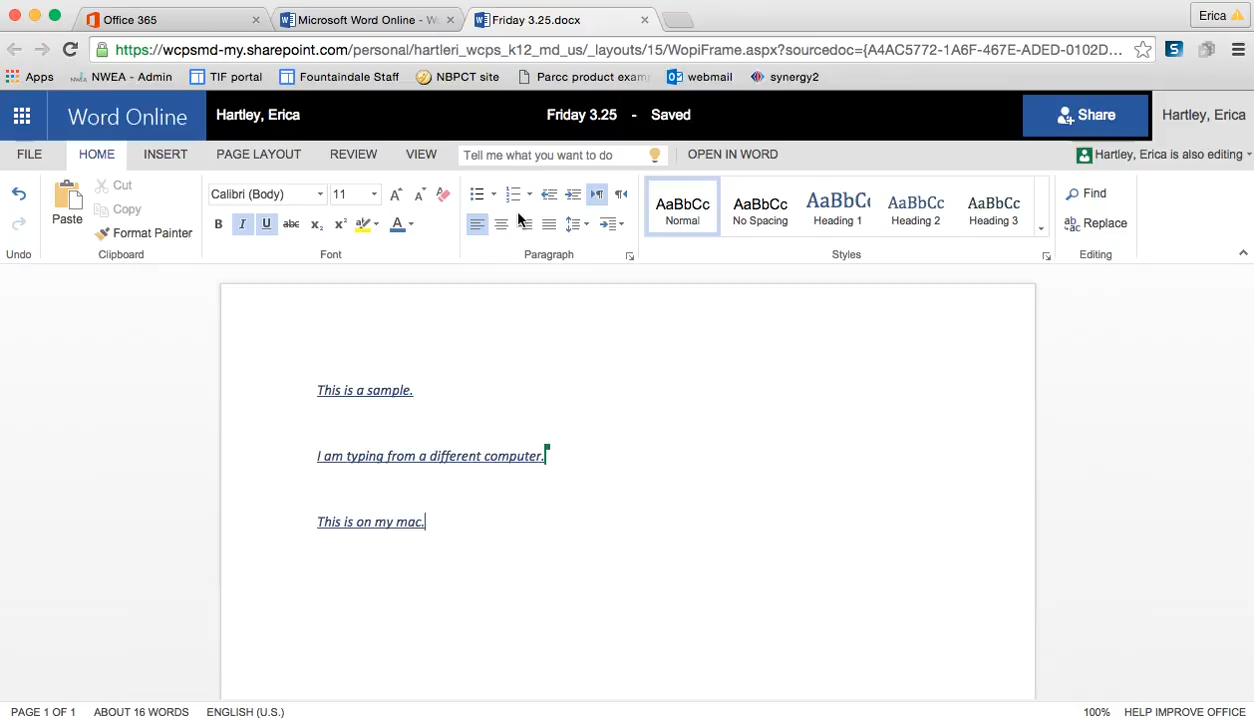 Office 365
Microsoft Word Online - Wo
Friday 3.25.docx
Erica
https://wcpsmd-my.sharepoint.com/personal/hartleri_wcps_k12_md_us/_layouts/15/WopiFrame.aspx?sourcedoc={A4AC5772-1A6F-467E-ADED-0102D...
Apps NWEA - Admin TIF portal Fountaindale Staff NBPCT site Parcc product exam webmail synergy2
Word Online Hartley, Erica Friday 3.25 - Saved Share Hartley, Erica
FILE HOME INSERT PAGE LAYOUT REVIEW VIEW Tell me what you want to do OPEN IN WORD Hartley, Erica is also editing
Paste
Cut
Copy
Format Painter
Calibri (Body) 11
B I U abc x₂ x² A
AaBbCc AaBbCc AaBbCc AaBbCc AaBbCc
Normal No Spacing Heading 1 Heading 2 Heading 3
Find
Replace
Undo Clipboard Font Paragraph Styles Editing
This is a sample.
I am typing from a different computer.
This is on my mac.
PAGE 1 OF 1 ABOUT 16 WORDS ENGLISH (U.S.) 100% HELP IMPROVE OFFICE